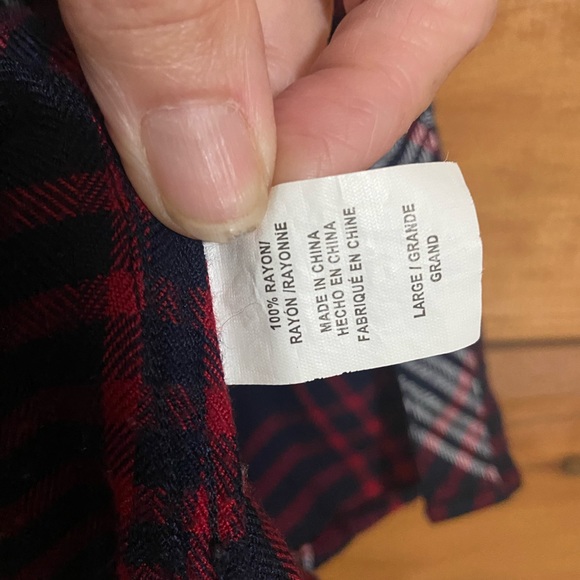 100% RAYON/
RAYÓN /RAYONNE
MADE IN CHINA
HECHO EN CHINA
FABRIQUÉ EN CHINE
LARGE / GRANDE
GRAND